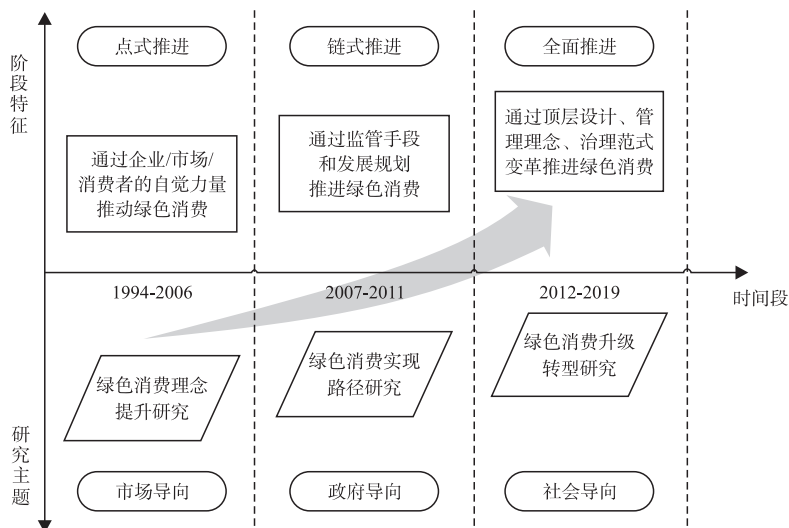 阶段特征
点式推进
链式推进
全面推进
通过企业/市场/
消费者的自觉力量
推动绿色消费
通过监管手段
和发展规划
推进绿色消费
通过顶层设计、管
理理念、治理范式
变革推进绿色消费
1994-2006
2007-2011
2012-2019
时间段
绿色消费理念
提升研究
绿色消费实现
路径研究
绿色消费升级
转型研究
研究主题
市场导向
政府导向
社会导向